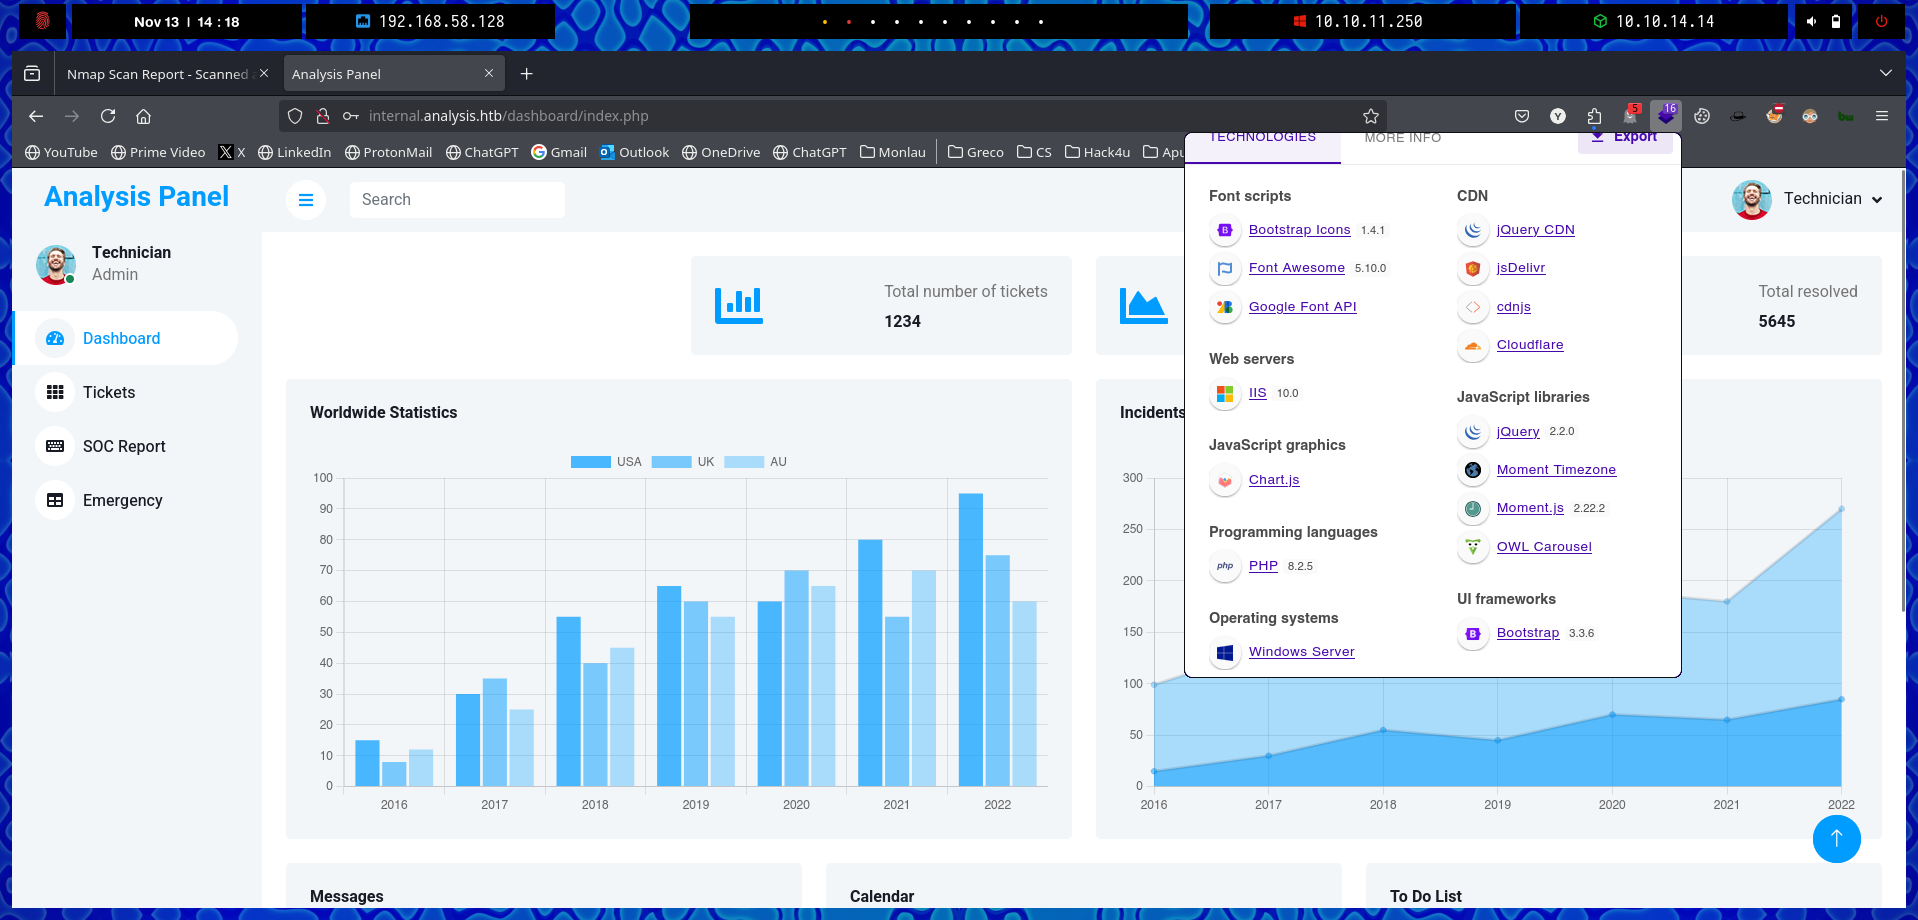 Nov 13 | 14 : 18
192.168.58.128
10.10.11.250
10.10.14.14
Nmap Scan Report - Scanned
Analysis Panel
internal.analysis.htb/dashboard/index.php
5
16
YouTube
Prime Video
X
LinkedIn
ProtonMail
ChatGPT
Gmail
Outlook
OneDrive
ChatGPT
Monlau
Greco
CS
Hack4u
Apu
Analysis Panel
Search
Technician
Technician
Admin
Dashboard
Tickets
SOC Report
Emergency
Total number of tickets
1234
Total resolved
5645
Worldwide Statistics
USA
UK
AU
100
90
80
70
60
50
40
30
20
10
0
2016
2017
2018
2019
2020
2021
2022
Incidents
300
250
200
150
100
50
0
2016
2017
2018
2019
2020
2021
2022
TECHNOLOGIES
MORE INFO
Export
Font scripts
Bootstrap Icons 1.4.1
Font Awesome 5.10.0
Google Font API
Web servers
IIS 10.0
JavaScript graphics
Chart.js
Programming languages
php PHP 8.2.5
Operating systems
Windows Server
CDN
jQuery CDN
jsDelivr
cdnjs
Cloudflare
JavaScript libraries
jQuery 2.2.0
Moment Timezone
Moment.js 2.22.2
OWL Carousel
UI frameworks
Bootstrap 3.3.6
Messages
Calendar
To Do List